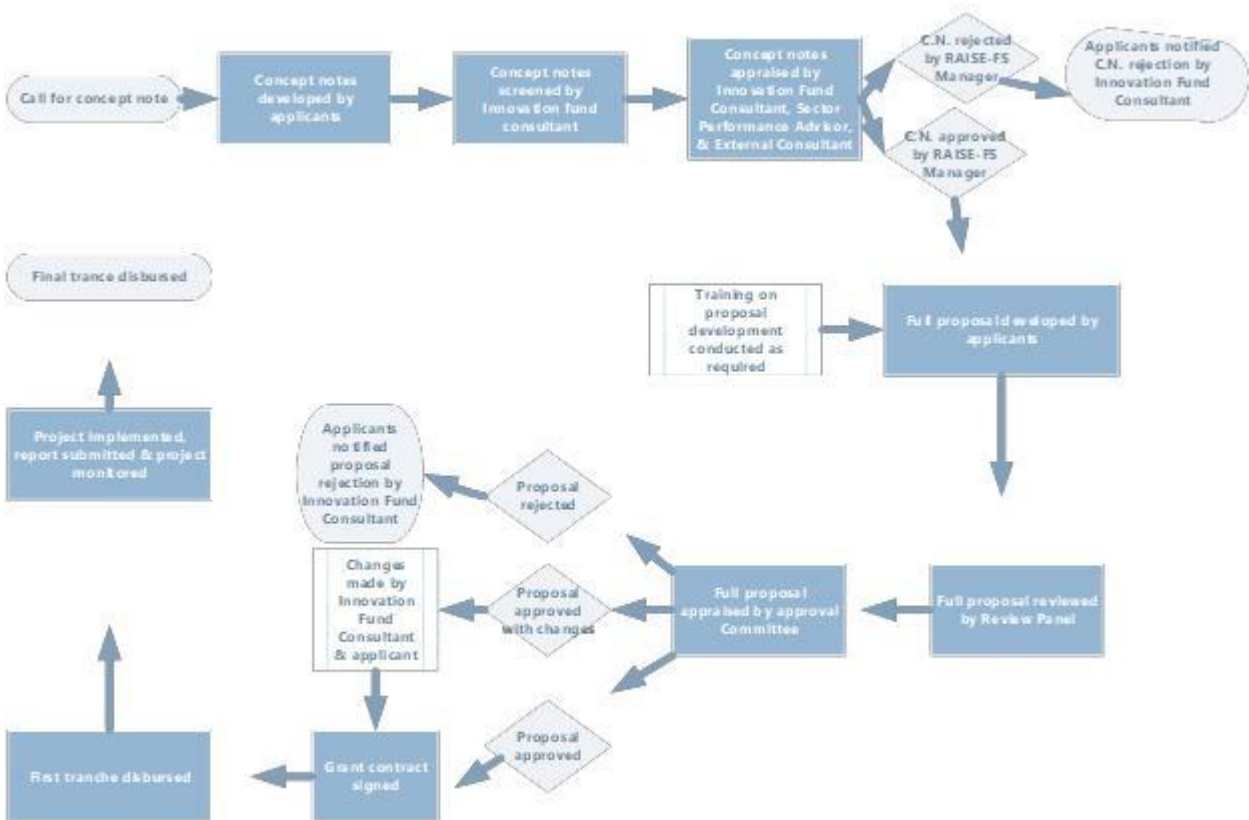 Call for concept note
Concept notes
developed by
applicants
Concept notes
screened by
Innovation fund
consultant
Concept notes
appraised by
Innovation Fund
Consultant, Sector
Performance Advisor,
& External Consultant
C.N. rejected
by RAISE-FS
Manager
Applicants notified
C.N. rejection by
Innovation Fund
Consultant
C.N. approved
by RAISE-FS
Manager
Final trance disbursed
Training on
proposal
development
conducted as
required
Full proposal developed by
applicants
Project Implemented,
report submitted & project
monitored
Applicants
notified
proposal
rejection by
Innovation Fund
Consultant
Proposal
rejected
Changes
made by
Innovation
Fund
Consultant
& applicant
Proposal
approved
with changes
Full proposal
appraised by approval
Committee
Full proposal reviewed
by Review Panel
First tranche disbursed
Grant contract
signed
Proposal
approved